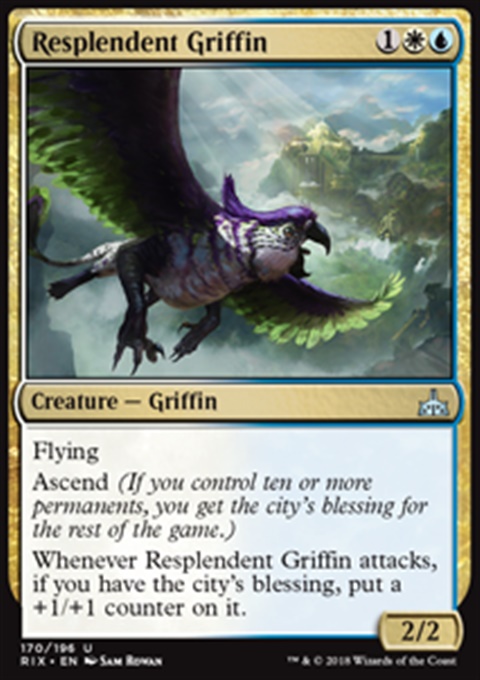 Resplendent Griffin 1
Creature — Griffin
Flying
Ascend (If you control ten or more
permanents, you get the city's blessing for
the rest of the game.)
Whenever Resplendent Griffin attacks,
if you have the city's blessing, put a
+1/+1 counter on it.
2/2
170/196 U
RIX • EN Sam Rowan
™ & © 2018 Wizards of the Coast